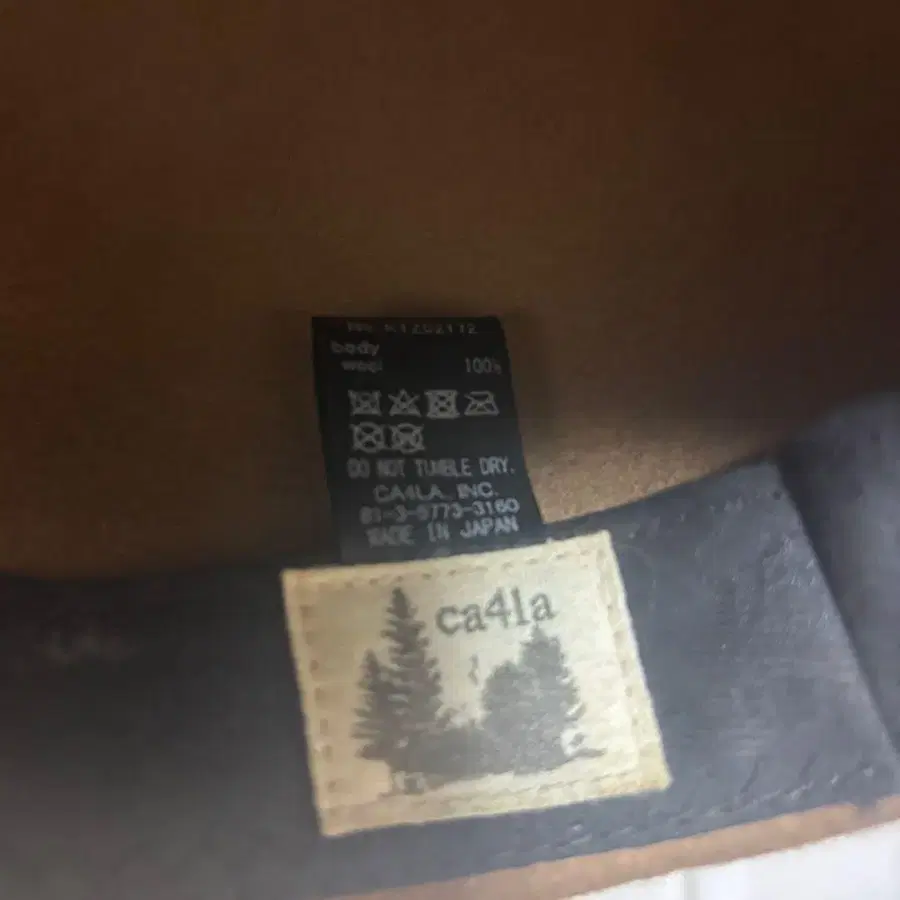 body
wool 100%
DO NOT TUMBLE DRY.
CA4LA, INC.
81-3-5773-3160
MADE IN JAPAN
ca4la